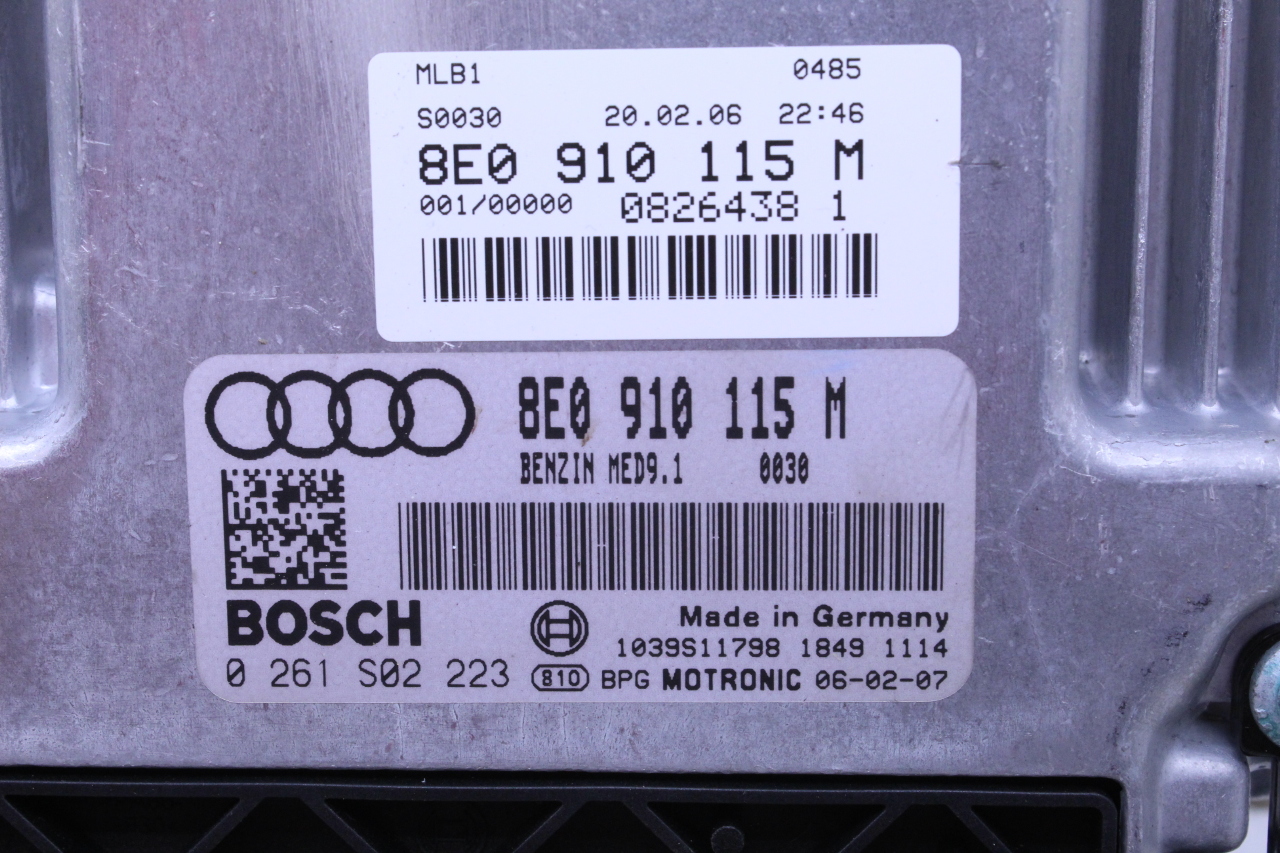 MLB1 0485
S0030 20.02.06 22:46
8E0 910 115 M
001/00000 0826438 1
8E0 910 115 M
BENZIN MED9.1 0030
BOSCH
Made in Germany
1039S11798 1849 1114
0 261 S02 223 810 BPG MOTRONIC 06-02-07